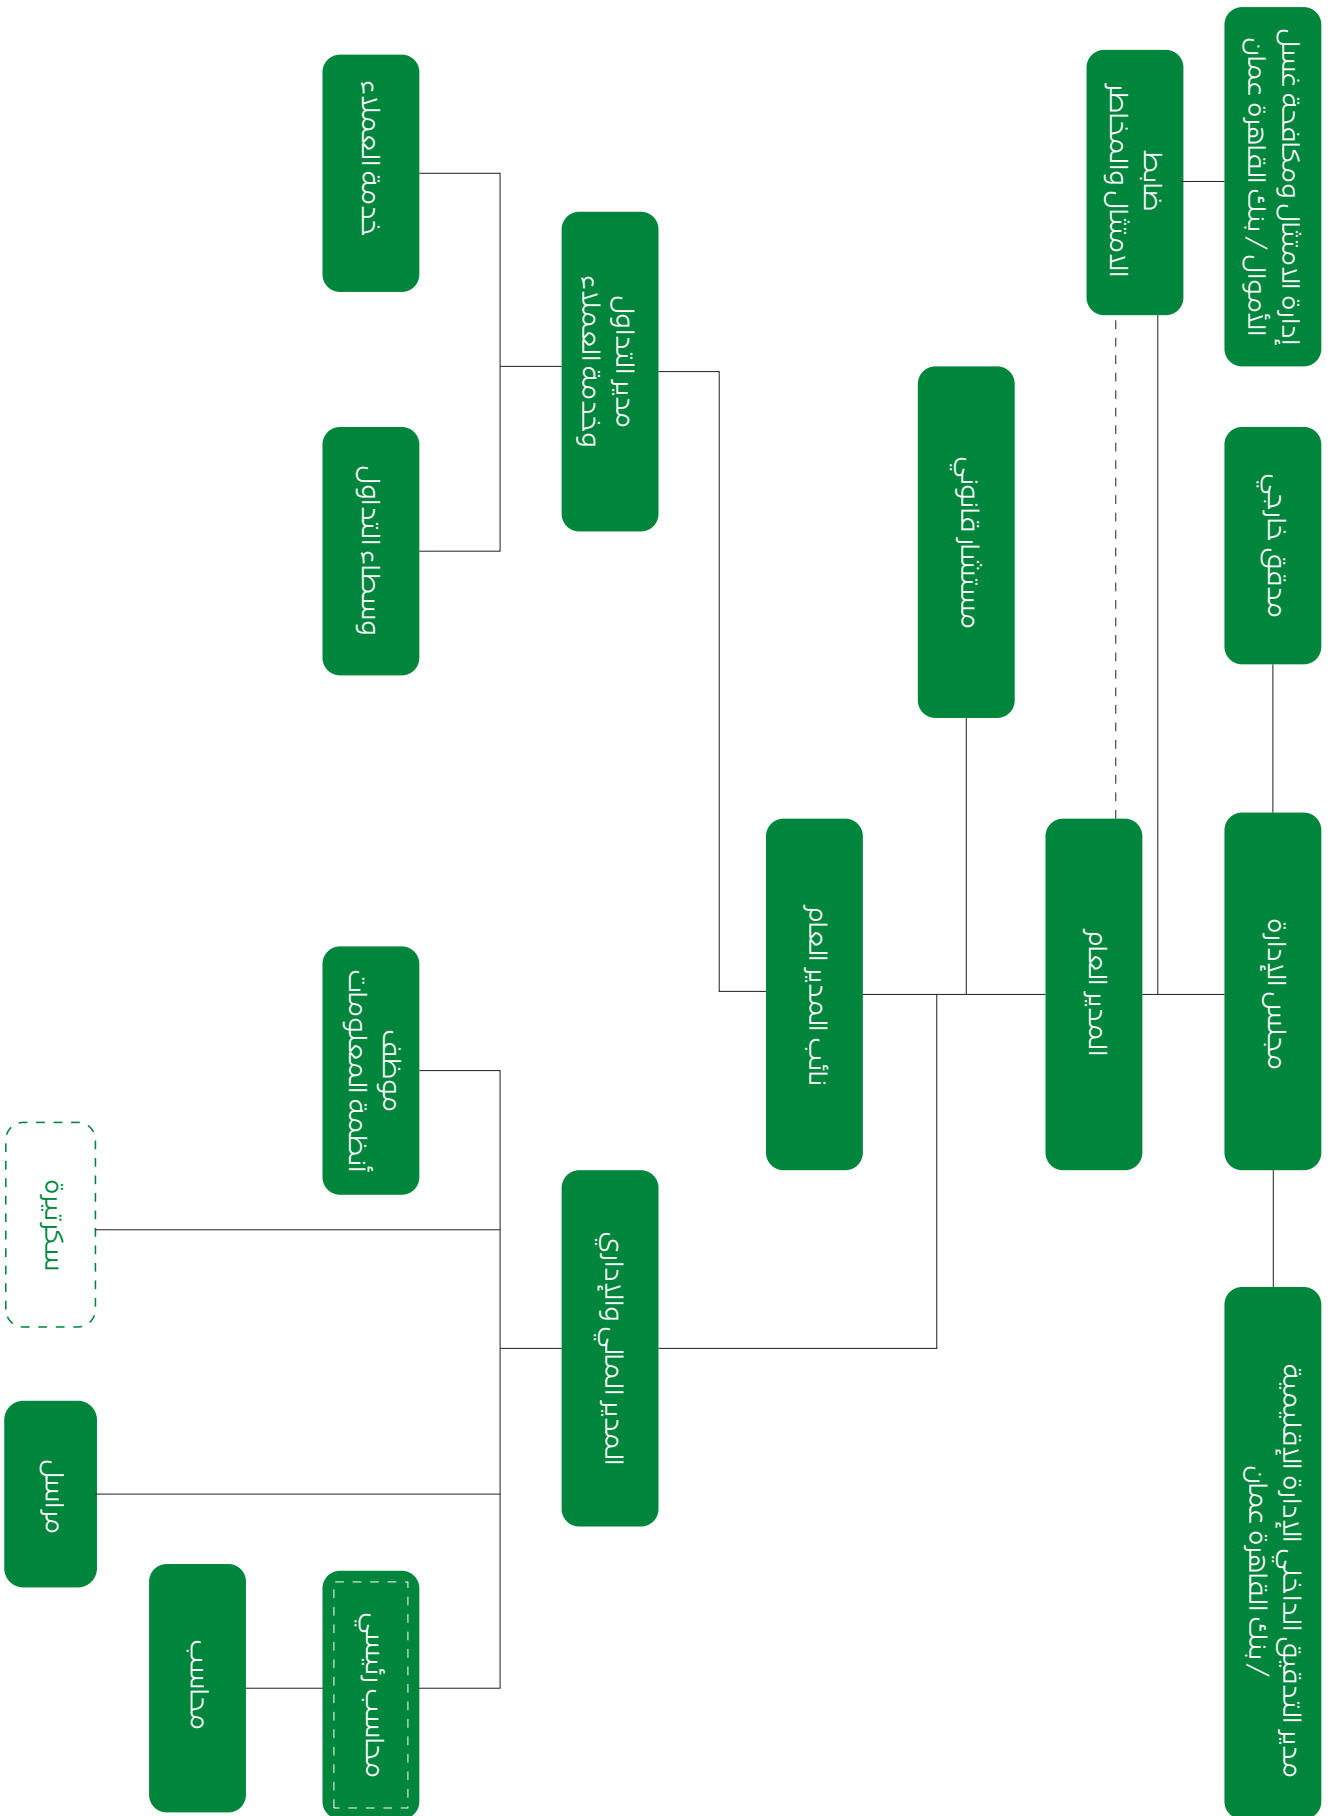 إدارة الامتثال ومكافحة غسل
الأموال / بنك القاهرة عمان
مدقق خارجي
مجلس الإدارة
مدير التدقيق الداخلي الإدارة الإقليمية
/ بنك القاهرة عمان
ضابط
الامتثال والمخاطر
المدير العام
مستشار قانوني
نائب المدير العام
مدير التداول
وخدمة العملاء
المدير المالي والإداري
خدمة العملاء
وسطاء التداول
موظف
أنظمة المعلومات
محاسب رئيسي
محاسب
سكرتيرة
مراسل